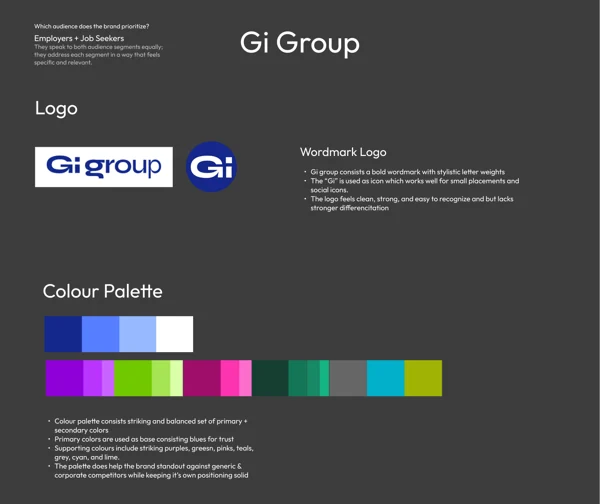 Which audience does the brand prioritize?
Employers + Job Seekers
They speak to both audience segments equally;
they address each segment in a way that feels
specific and relevant.
Gi Group
Logo
Gi group
Gi
Wordmark Logo
• Gi group consists a bold wordmark with stylistic letter weights
• The "Gi" is used as icon which works well for small placements and
social icons.
• The logo feels clean, strong, and easy to recognize and but lacks
stronger differencitation
Colour Palette
• Colour palette consists striking and balanced set of primary +
secondary colors
• Primary colors are used as base consisting blues for trust
• Supporting colours include striking purples, greesn, pinks, teals,
grey, cyan, and lime.
• The palette does help the brand standout against generic &
corporate competitors while keeping it's own positioning solid